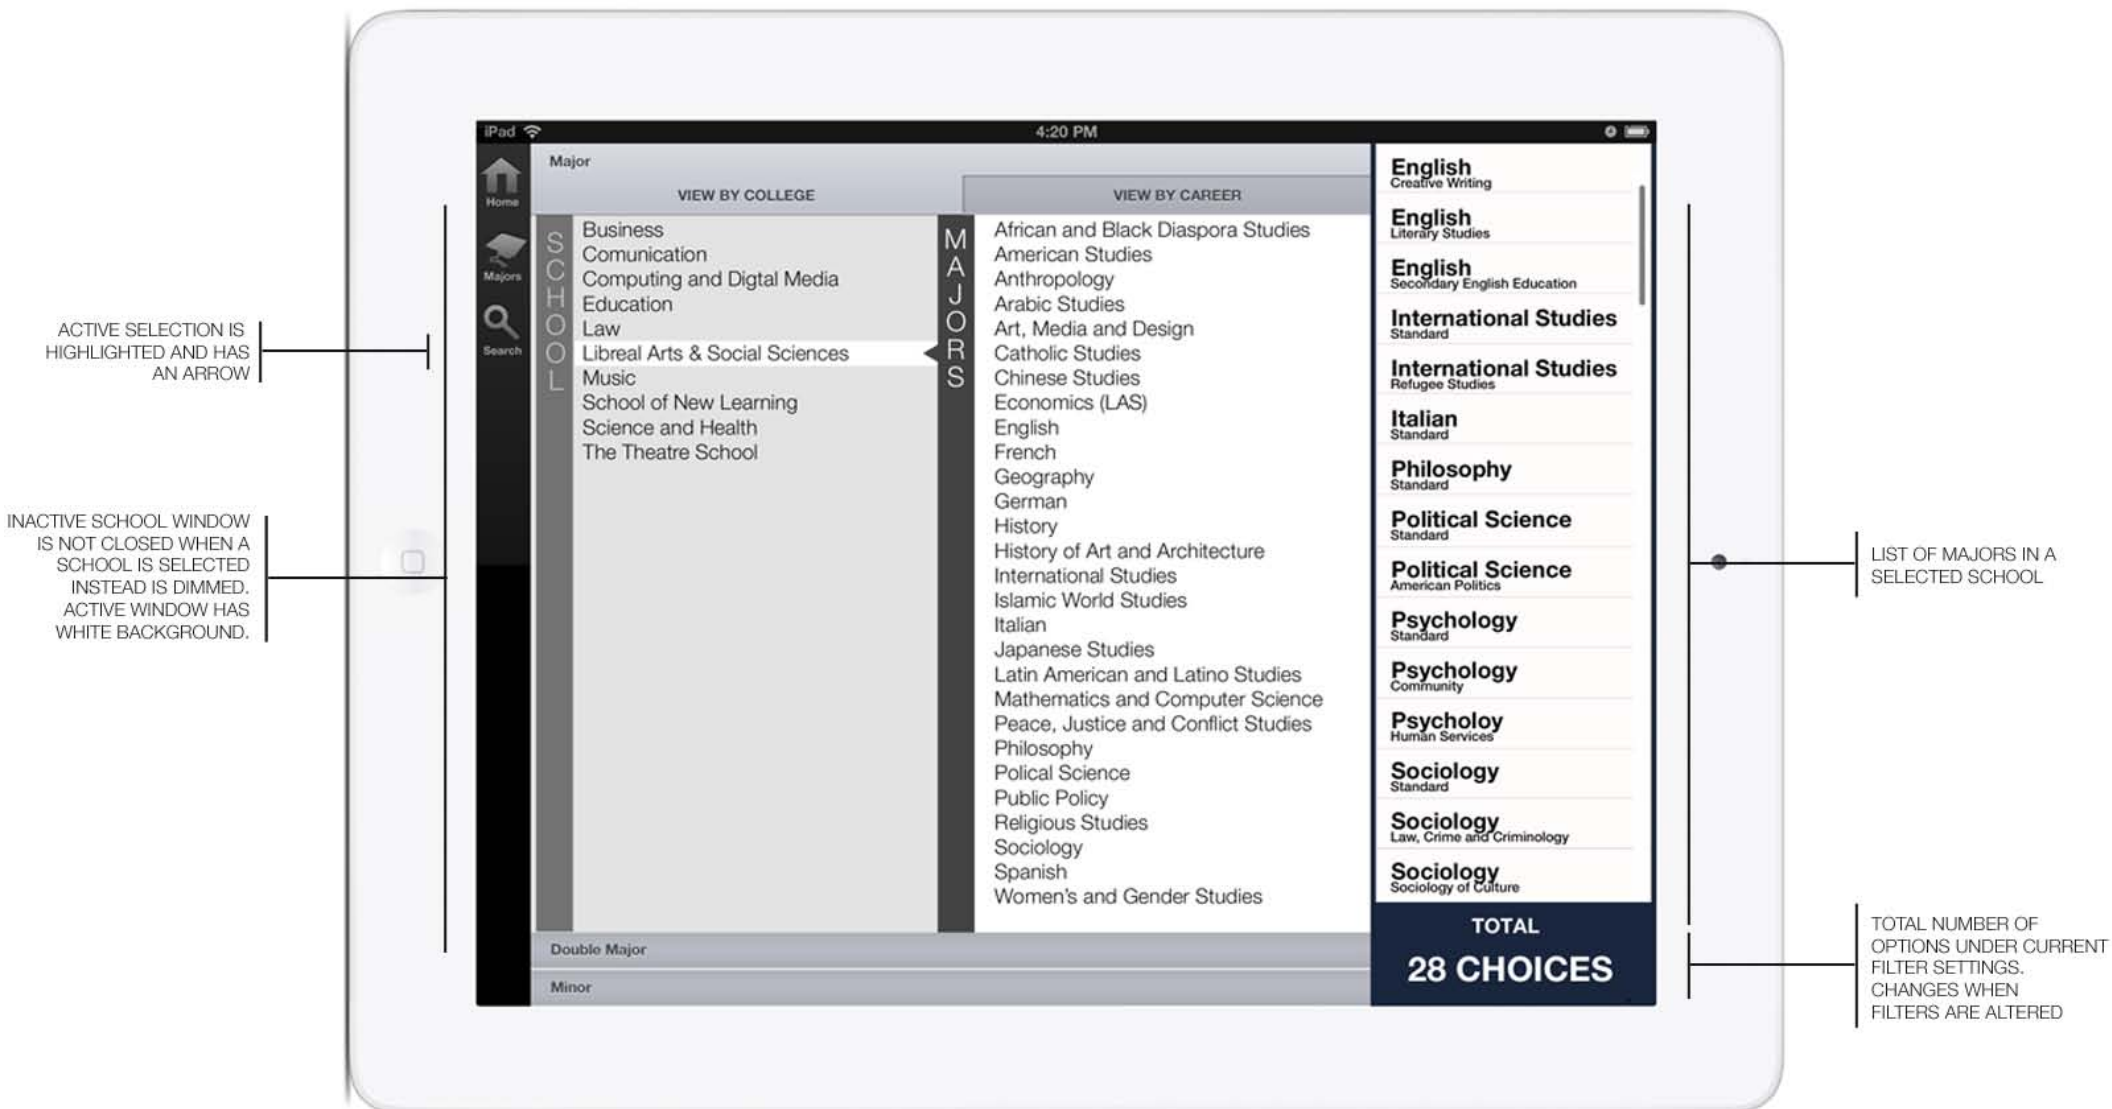 iPad
4:20 PM
Home
Majors
Search
Major
VIEW BY COLLEGE
VIEW BY CAREER
SCHOOL
Business
Comunication
Computing and Digtal Media
Education
Law
Libreal Arts & Social Sciences
Music
School of New Learning
Science and Health
The Theatre School
MAJORS
African and Black Diaspora Studies
American Studies
Anthropology
Arabic Studies
Art, Media and Design
Catholic Studies
Chinese Studies
Economics (LAS)
English
French
Geography
German
History
History of Art and Architecture
International Studies
Islamic World Studies
Italian
Japanese Studies
Latin American and Latino Studies
Mathematics and Computer Science
Peace, Justice and Conflict Studies
Philosophy
Polical Science
Public Policy
Religious Studies
Sociology
Spanish
Women's and Gender Studies
Double Major
Minor
English
Creative Writing
English
Literary Studies
English
Secondary English Education
International Studies
Standard
International Studies
Refugee Studies
Italian
Standard
Philosophy
Standard
Political Science
Standard
Political Science
American Politics
Psychology
Standard
Psychology
Community
Psycholoy
Human Services
Sociology
Standard
Sociology
Law, Crime and Criminology
Sociology
Sociology of Culture
TOTAL
28 CHOICES
ACTIVE SELECTION IS
HIGHLIGHTED AND HAS
AN ARROW
INACTIVE SCHOOL WINDOW
IS NOT CLOSED WHEN A
SCHOOL IS SELECTED
INSTEAD IS DIMMED.
ACTIVE WINDOW HAS
WHITE BACKGROUND.
LIST OF MAJORS IN A
SELECTED SCHOOL
TOTAL NUMBER OF
OPTIONS UNDER CURRENT
FILTER SETTINGS.
CHANGES WHEN
FILTERS ARE ALTERED